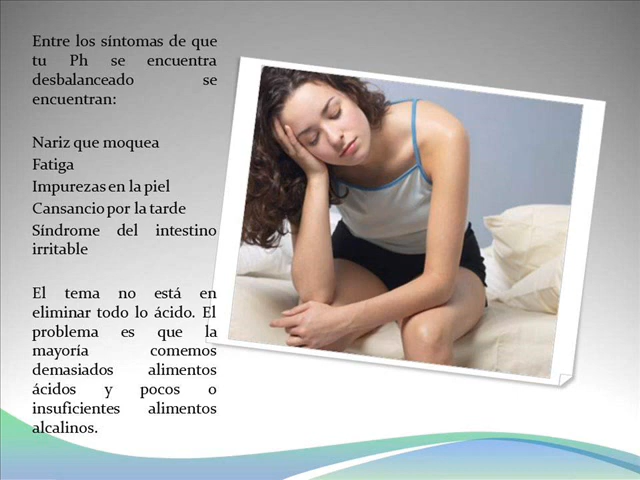 Entre los síntomas de que
tu Ph se encuentra
desbalanceado se
encuentran:
Nariz que moquea
Fatiga
Impurezas en la piel
Cansancio por la tarde
Síndrome del intestino
irritable
El tema no está en
eliminar todo lo ácido. El
problema es que la
mayoría comemos
demasiados alimentos
ácidos y pocos o
insuficientes alimentos
alcalinos.